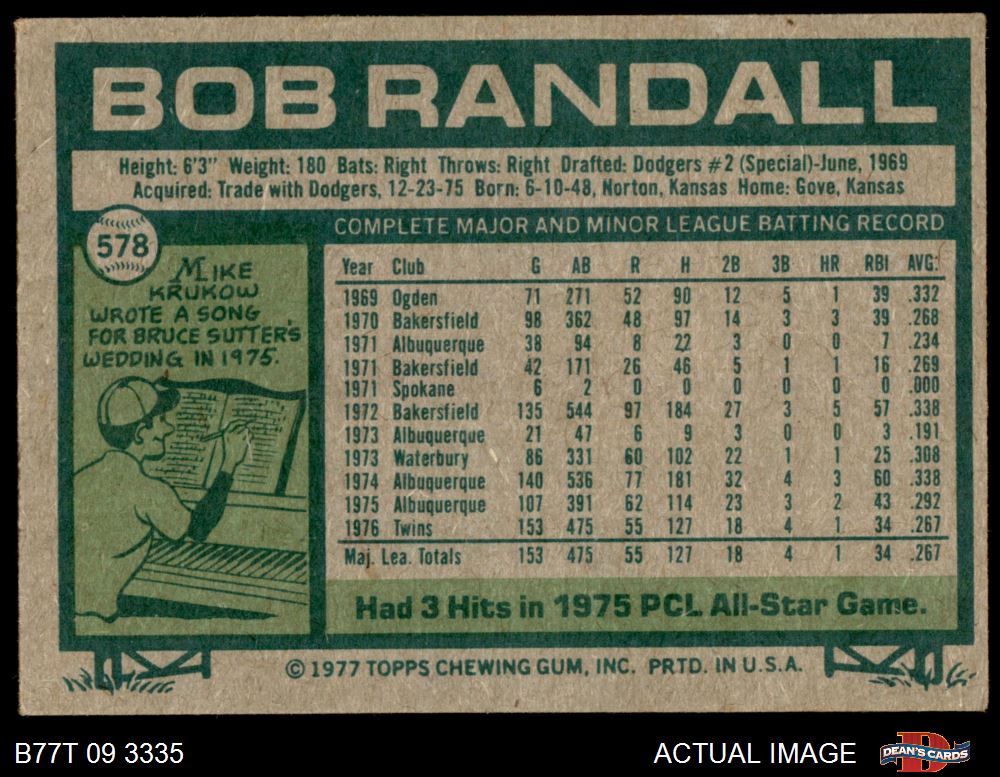 BOB RANDALL
Height: 6'3" Weight: 180 Bats: Right Throws: Right Drafted: Dodgers #2 (Special)-June, 1969
Acquired: Trade with Dodgers, 12-23-75 Born: 6-10-48, Norton, Kansas Home: Gove, Kansas
578
MIKE
KRUKOW
WROTE A SONG
FOR BRUCE SUTTER'S
WEDDING IN 1975.
COMPLETE MAJOR AND MINOR LEAGUE BATTING RECORD
Year Club G AB R H 2B 3B HR RBI AVG.
1969 Ogden 71 271 52 90 12 5 1 39 .332
1970 Bakersfield 98 362 48 97 14 3 3 39 .268
1971 Albuquerque 38 94 8 22 3 0 0 7 .234
1971 Bakersfield 42 171 26 46 5 1 1 16 .269
1971 Spokane 6 2 0 0 0 0 0 0 .000
1972 Bakersfield 135 544 97 184 27 3 5 57 .338
1973 Albuquerque 21 47 6 9 3 0 0 3 .191
1973 Waterbury 86 331 60 102 22 1 1 25 .308
1974 Albuquerque 140 536 77 181 32 4 3 60 .338
1975 Albuquerque 107 391 62 114 23 3 2 43 .292
1976 Twins 153 475 55 127 18 4 1 34 .267
Maj. Lea. Totals 153 475 55 127 18 4 1 34 .267
Had 3 Hits in 1975 PCL All-Star Game.
© 1977 TOPPS CHEWING GUM, INC. PRTD. IN U.S.A.
B77T 09 3335
ACTUAL IMAGE
D
DEAN'S CARDS